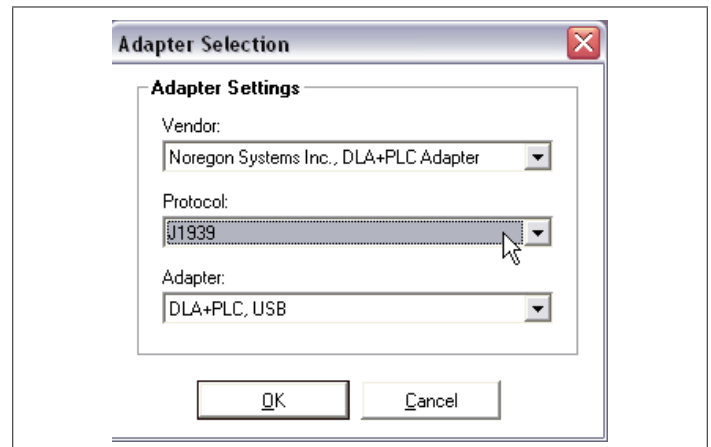 Adapter Selection
Adapter Settings
Vendor:
Noregon Systems Inc., DLA+PLC Adapter
Protocol:
J1939
Adapter:
DLA+PLC, USB
OK Cancel